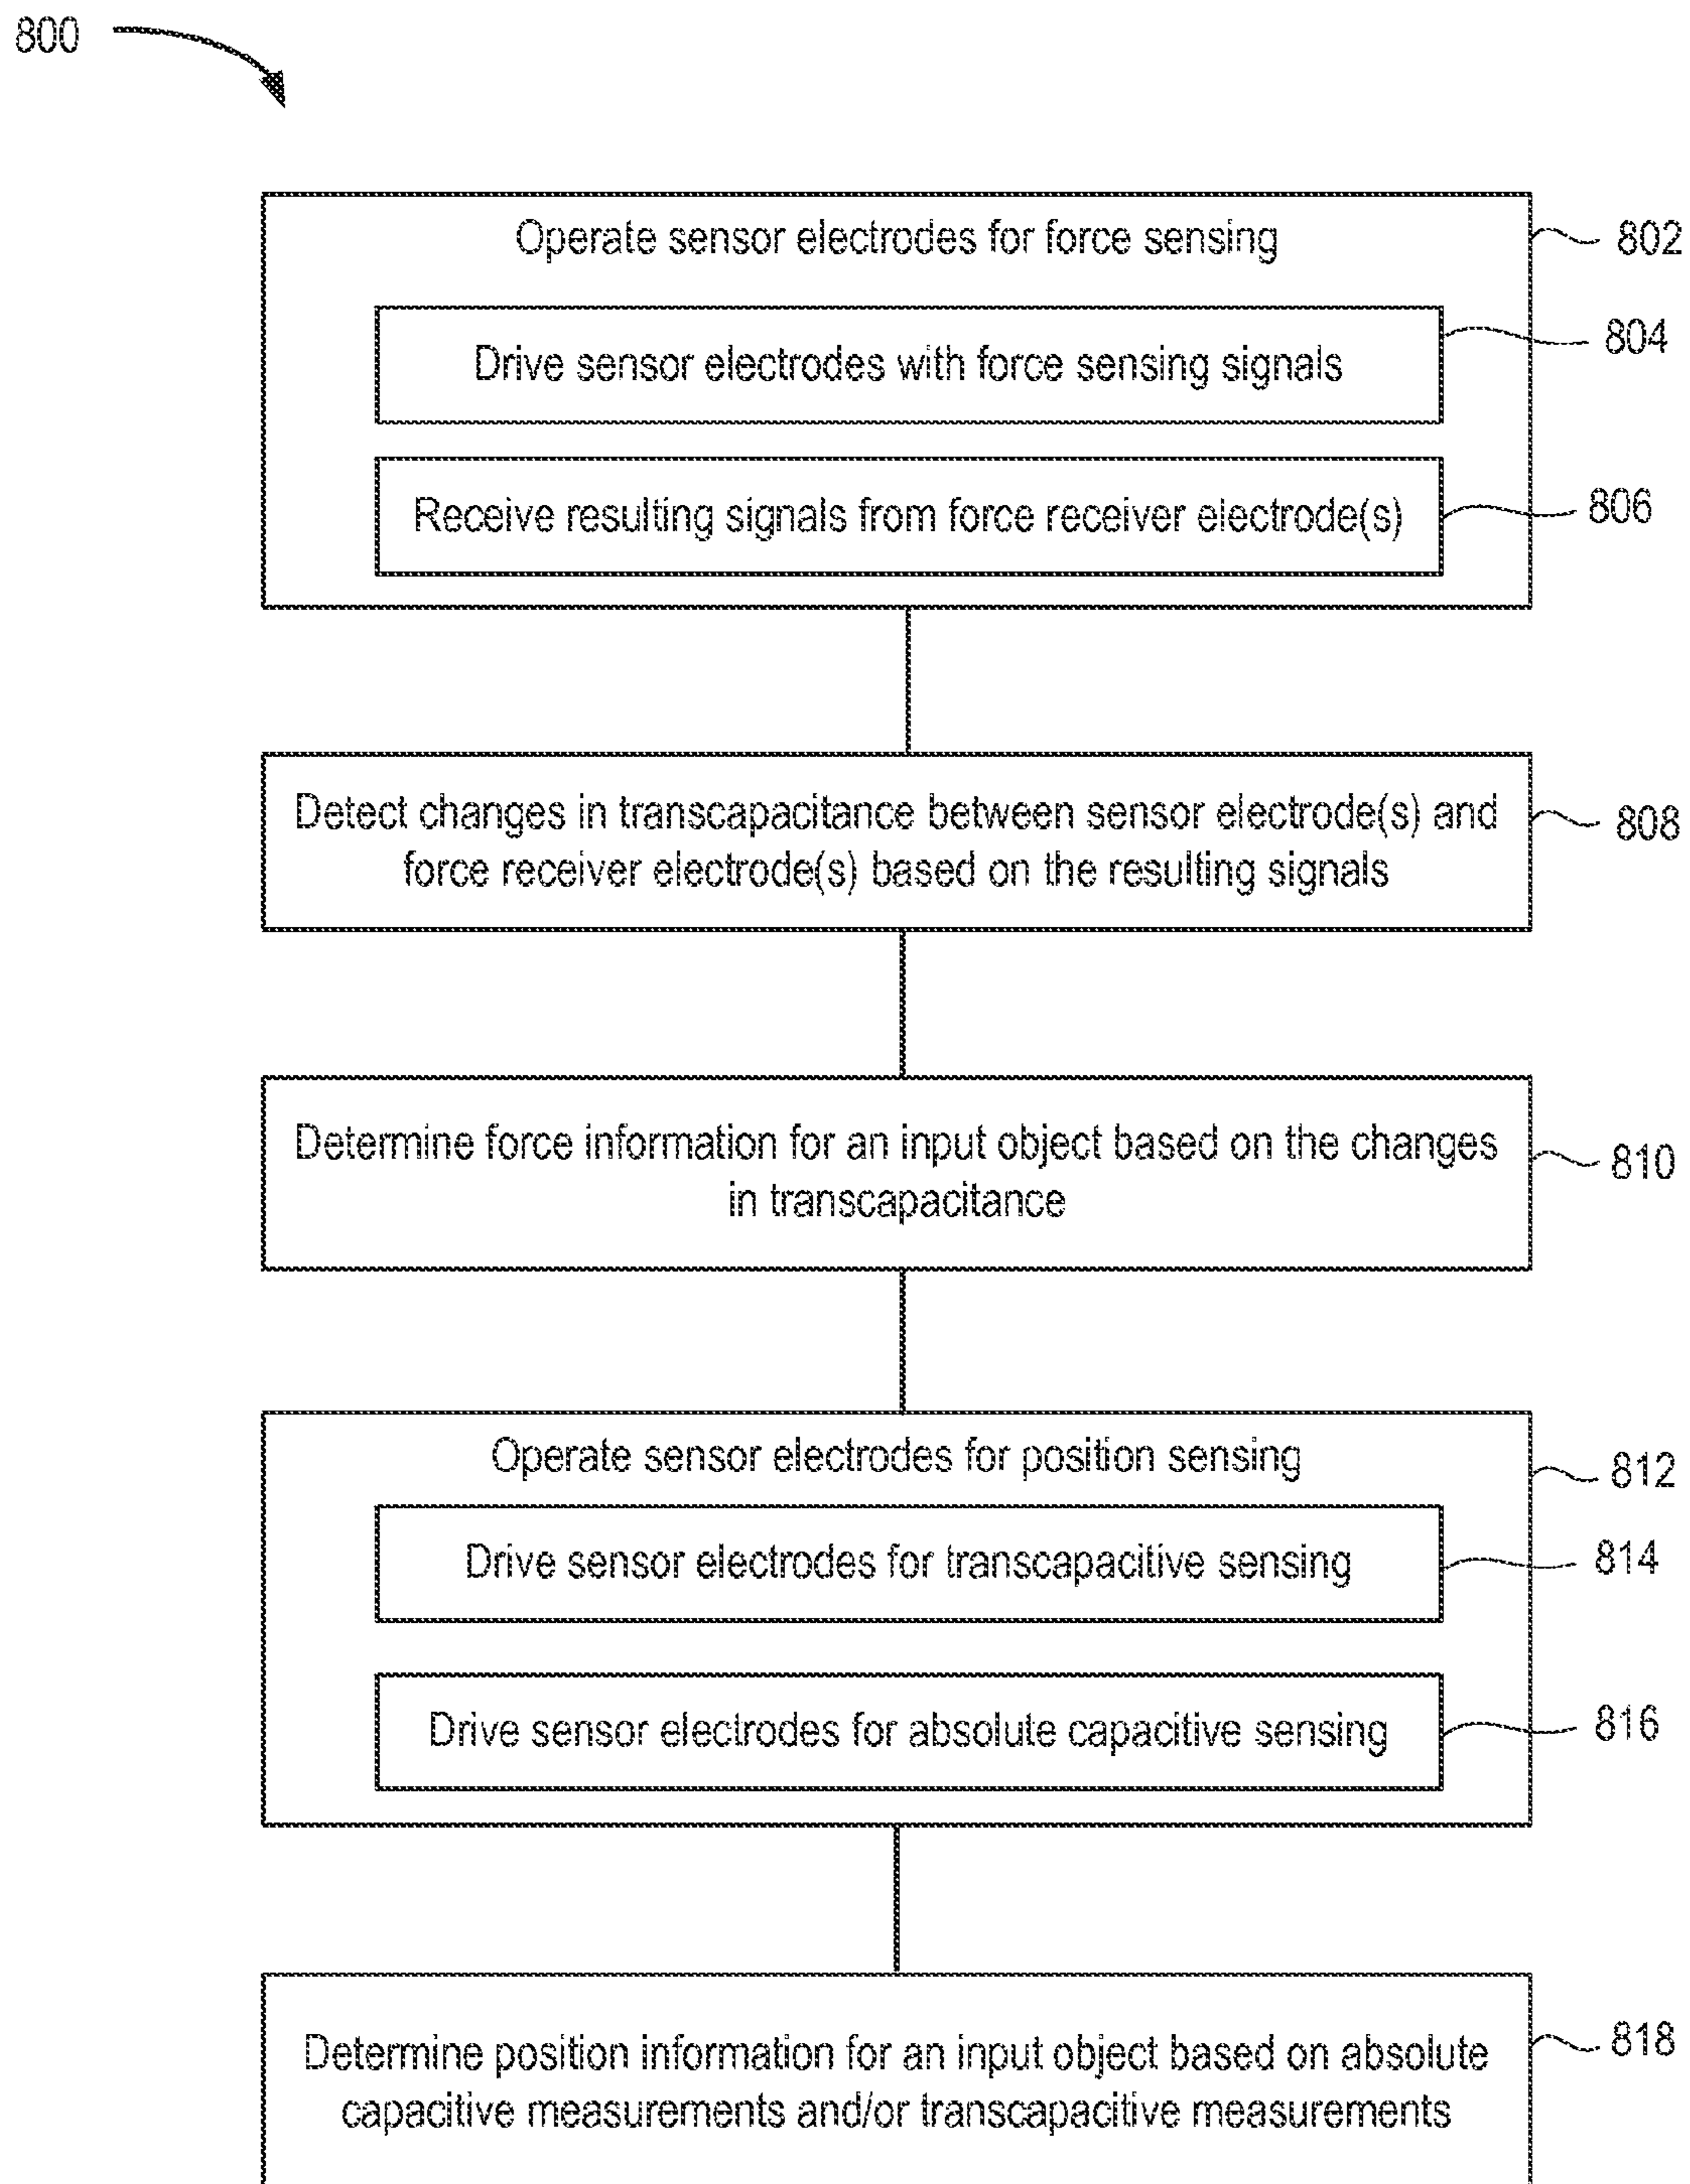 800
Operate sensor electrodes for force sensing
802
Drive sensor electrodes with force sensing signals
804
Receive resulting signals from force receiver electrode(s)
806
Detect changes in transcapacitance between sensor electrode(s) and
force receiver electrode(s) based on the resulting signals
808
Determine force information for an input object based on the changes
in transcapacitance
810
Operate sensor electrodes for position sensing
812
Drive sensor electrodes for transcapacitive sensing
814
Drive sensor electrodes for absolute capacitive sensing
816
Determine position information for an input object based on absolute
capacitive measurements and/or transcapacitive measurements
818